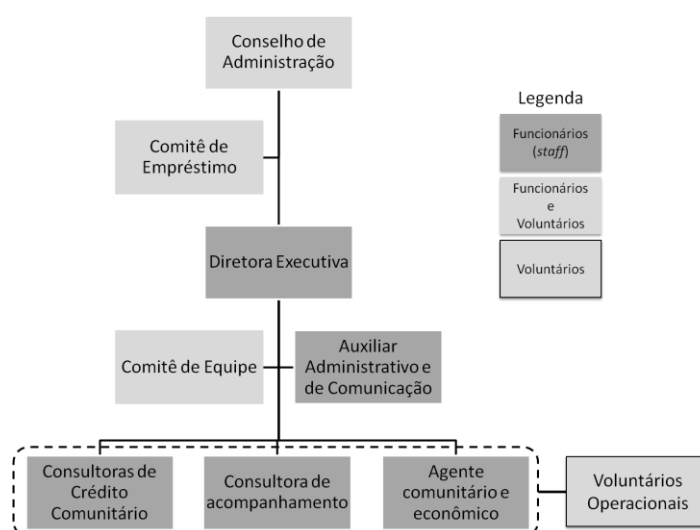 Conselho de
Administração
Legenda
Funcionários
(staff)
Comitê de
Empréstimo
Funcionários
e
Voluntários
Diretora Executiva
Voluntários
Comitê de Equipe
Auxiliar
Administrativo e
de Comunicação
Consultoras de
Crédito
Comunitário
Consultora de
acompanhamento
Agente
comunitário e
econômico
Voluntários
Operacionais